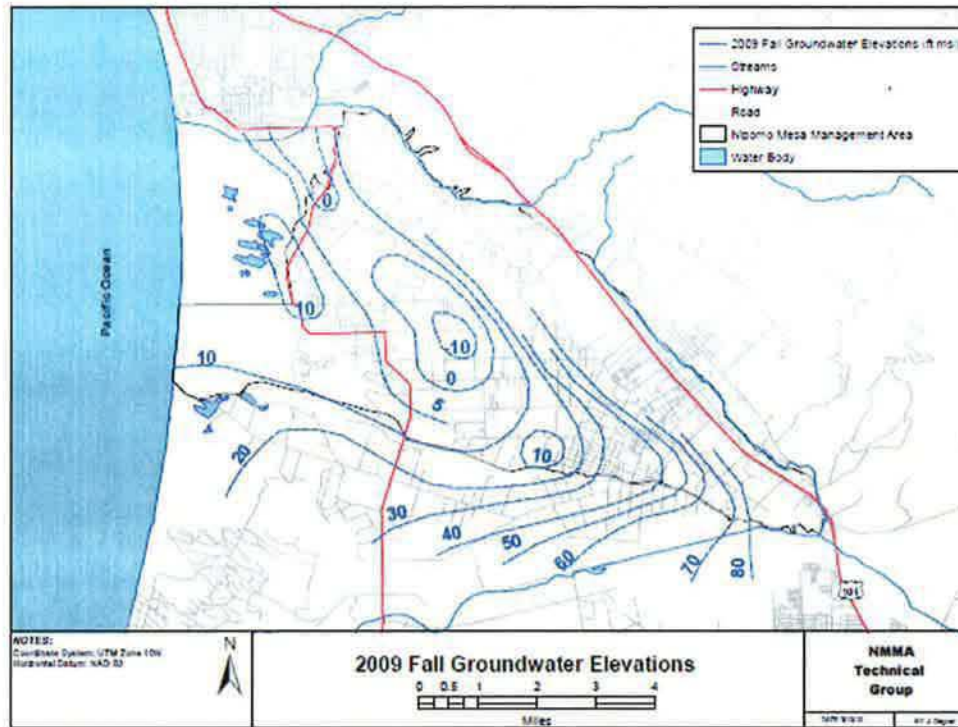 2009 Fall Groundwater Elevations (ft msl)
Streams
Highway
Road
Nipomo Mesa Management Area
Water Body
Pacific Ocean
0
10
10
10
0
5
10
20
30
40
50
60
70
80
101
NOTES:
Coordinate System: UTM Zone 10N
Horizontal Datum: NAD 83
N
2009 Fall Groundwater Elevations
0 0.5 1 2 3 4
Miles
NMMA
Technical
Group